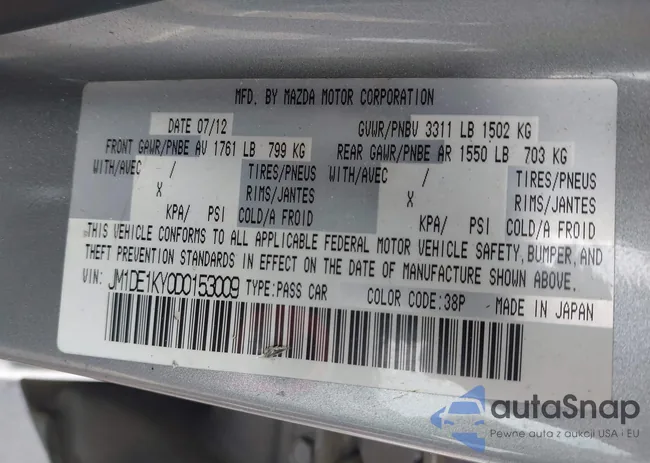 MFD. BY MAZDA MOTOR CORPORATION
DATE 07/12 GVWR/PNBV 3311 LB 1502 KG
FRONT GAWR/PNBE AV 1761 LB 799 KG REAR GAWR/PNBE AR 1550 LB 703 KG
WITH/AVEC / TIRES/PNEUS WITH/AVEC / TIRES/PNEUS
X RIMS/JANTES X RIMS/JANTES
KPA/ PSI COLD/A FROID KPA/ PSI COLD/A FROID
THIS VEHICLE CONFORMS TO ALL APPLICABLE FEDERAL MOTOR VEHICLE SAFETY, BUMPER, AND
THEFT PREVENTION STANDARDS IN EFFECT ON THE DATE OF MANUFACTURE SHOWN ABOVE.
VIN: JM1DE1KY0D0153009 TYPE:PASS CAR COLOR CODE:38P MADE IN JAPAN
autaSnap
Pewne auta z aukcji USA i EU